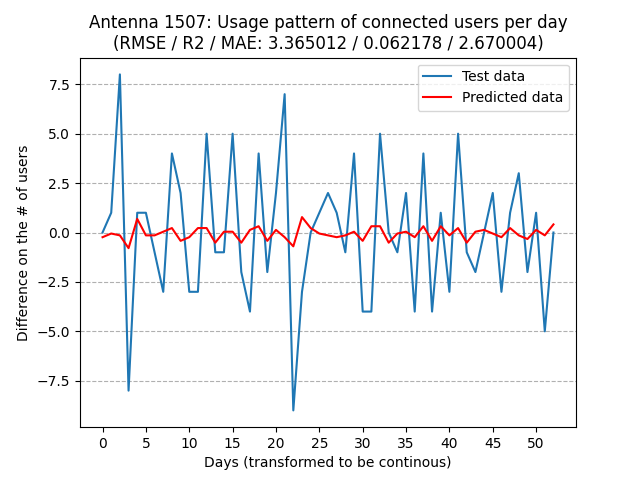 Antenna 1507: Usage pattern of connected users per day
(RMSE / R2 / MAE: 3.365012 / 0.062178 / 2.670004)
Test data
Predicted data
Difference on the # of users
7.5
5.0
2.5
0.0
−2.5
−5.0
−7.5
0 5 10 15 20 25 30 35 40 45 50
Days (transformed to be continous)